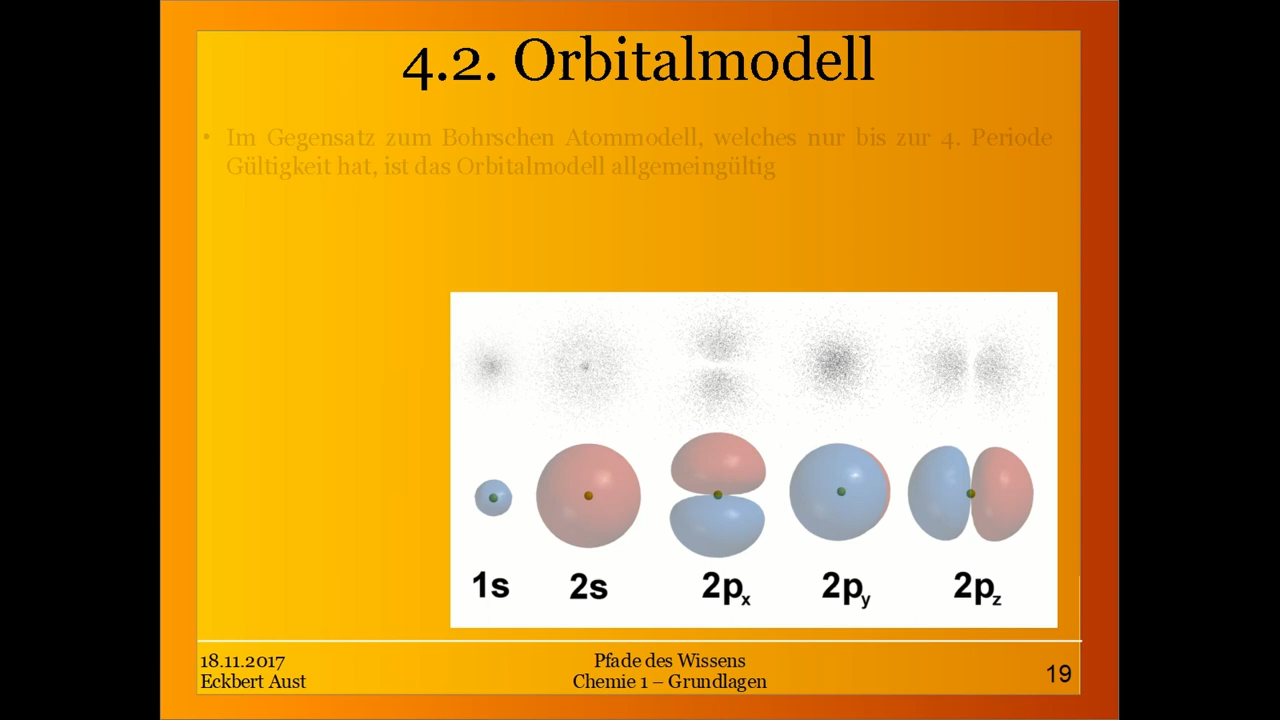 4.2. Orbitalmodell
• Im Gegensatz zum Bohrschen Atommodell, welches nur bis zur 4. Periode
Gültigkeit hat, ist das Orbitalmodell allgemeingültig
1s 2s 2px 2py 2pz
18.11.2017
Eckbert Aust
Pfade des Wissens
Chemie 1 – Grundlagen
19